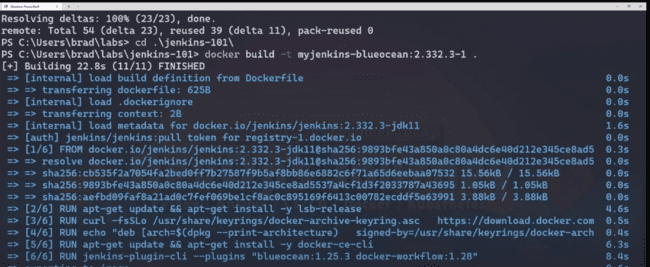 Resolving deltas: 100% (23/23), done.
remote: Total 54 (delta 23), reused 39 (delta 11), pack-reused 0
PS C:\Users\brad\labs> cd .\jenkins-101\
PS C:\Users\brad\labs\jenkins-101> docker build -t myjenkins-blueocean:2.332.3-1 .
[+] Building 22.8s (11/11) FINISHED
=> [internal] load build definition from Dockerfile 0.0s
=> => transferring dockerfile: 625B 0.0s
=> [internal] load .dockerignore 0.0s
=> => transferring context: 2B 0.0s
=> [internal] load metadata for docker.io/jenkins/jenkins:2.332.3-jdk11 1.6s
=> [auth] jenkins/jenkins:pull token for registry-1.docker.io 0.0s
=> [1/6] FROM docker.io/jenkins/jenkins:2.332.3-jdk11@sha256:9893bfe43a850a0c80a4dc6e40d212e345ce8ad5 0.3s
=> => resolve docker.io/jenkins/jenkins:2.332.3-jdk11@sha256:9893bfe43a850a0c80a4dc6e40d212e345ce8ad5 0.0s
=> => sha256:cb535f2a7054fa2bed0ff7b27587f9b5af8bb86e6882c6f71a65d6eebaa07532 15.56kB / 15.56kB 0.0s
=> => sha256:9893bfe43a850a0c80a4dc6e40d212e345ce8ad5537a4cf1d3f2033787a43695 1.05kB / 1.05kB 0.0s
=> => sha256:aefbd09faf8a21ad0c7fef069be1cf8ac0c895169f6413c00782ecddf5e63991 3.88kB / 3.88kB 0.0s
=> [2/6] RUN apt-get update && apt-get install -y lsb-release 4.6s
=> [3/6] RUN curl -fsSLo /usr/share/keyrings/docker-archive-keyring.asc https://download.docker.com 0.5s
=> [4/6] RUN echo "deb [arch=$(dpkg --print-architecture) signed-by=/usr/share/keyrings/docker-arch 0.4s
=> [5/6] RUN apt-get update && apt-get install -y docker-ce-cli 6.3s
=> [6/6] RUN jenkins-plugin-cli --plugins "blueocean:1.25.3 docker-workflow:1.28" 8.4s